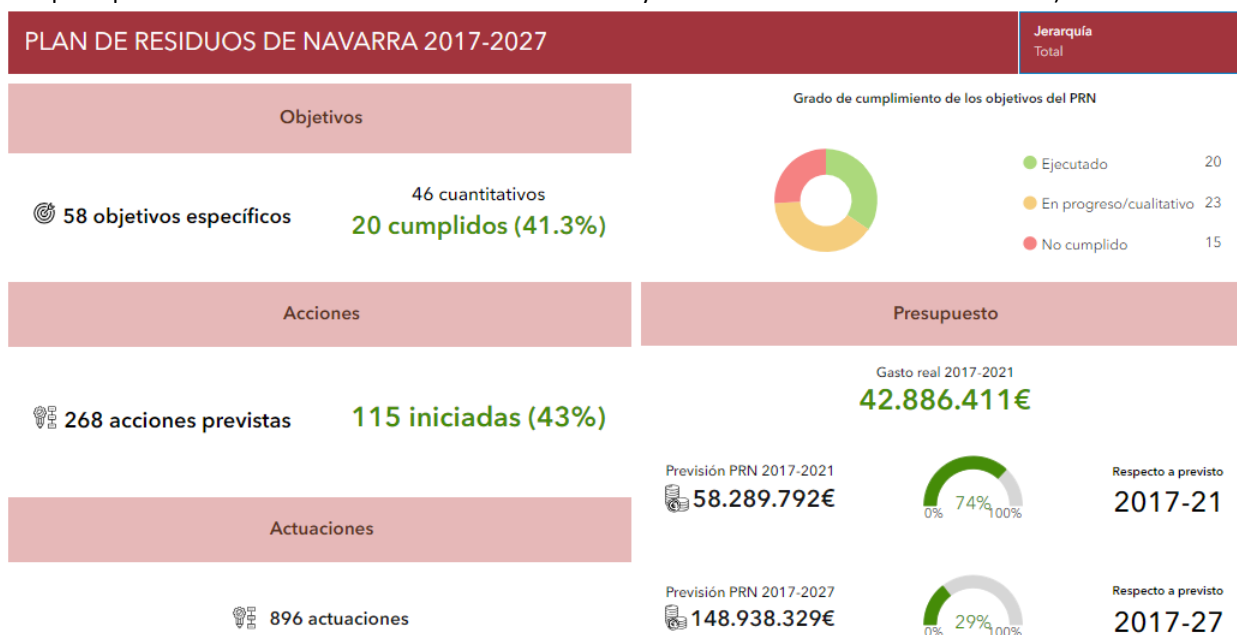 PLAN DE RESIDUOS DE NAVARRA 2017-2027
Jerarquía
Total
Objetivos
58 objetivos específicos
46 cuantitativos
20 cumplidos (41.3%)
Grado de cumplimiento de los objetivos del PRN
Ejecutado 20
En progreso/cualitativo 23
No cumplido 15
Acciones
268 acciones previstas
115 iniciadas (43%)
Presupuesto
Gasto real 2017-2021
42.886.411€
Previsión PRN 2017-2021
58.289.792€
74%
0% 100%
Respecto a previsto
2017-21
Actuaciones
896 actuaciones
Previsión PRN 2017-2027
148.938.329€
29%
0% 100%
Respecto a previsto
2017-27